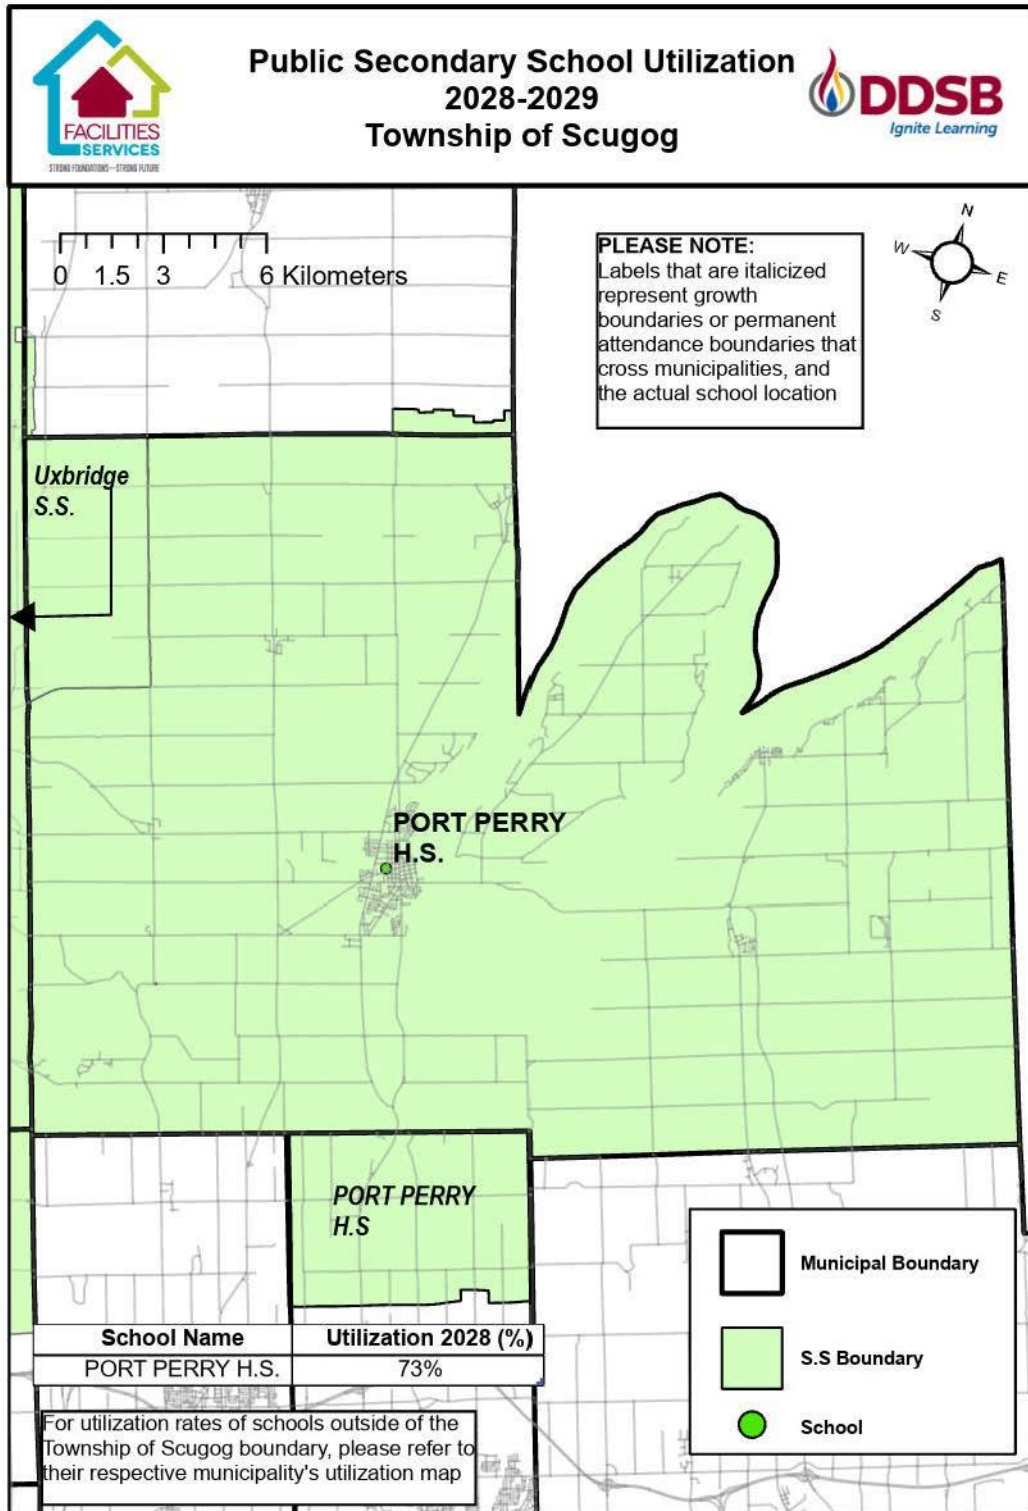 FACILITIES
SERVICES
STRONG FOUNDATIONS—STRONG FUTURE
Public Secondary School Utilization
2028-2029
Township of Scugog
DDSB
Ignite Learning
0 1.5 3 6 Kilometers
PLEASE NOTE:
Labels that are italicized
represent growth
boundaries or permanent
attendance boundaries that
cross municipalities, and
the actual school location
N
W
E
S
Uxbridge
S.S.
PORT PERRY
H.S.
PORT PERRY
H.S
Municipal Boundary
S.S Boundary
School
School Name Utilization 2028 (%)
PORT PERRY H.S. 73%
For utilization rates of schools outside of the
Township of Scugog boundary, please refer to
their respective municipality's utilization map